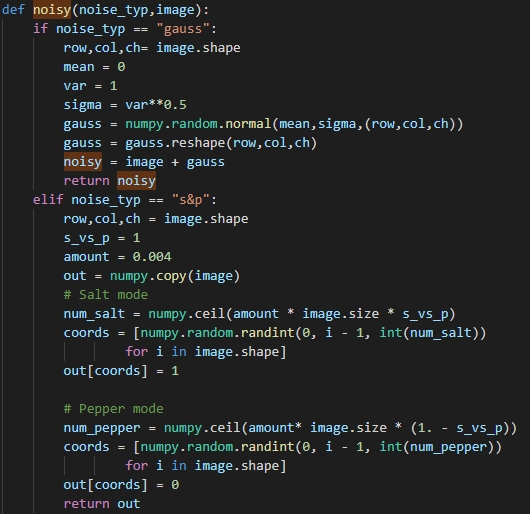 def noisy(noise_typ,image):
    if noise_typ == "gauss":
        row,col,ch= image.shape
        mean = 0
        var = 1
        sigma = var**0.5
        gauss = numpy.random.normal(mean,sigma,(row,col,ch))
        gauss = gauss.reshape(row,col,ch)
        noisy = image + gauss
        return noisy
    elif noise_typ == "s&p":
        row,col,ch = image.shape
        s_vs_p = 1
        amount = 0.004
        out = numpy.copy(image)
        # Salt mode
        num_salt = numpy.ceil(amount * image.size * s_vs_p)
        coords = [numpy.random.randint(0, i - 1, int(num_salt))
                for i in image.shape]
        out[coords] = 1

        # Pepper mode
        num_pepper = numpy.ceil(amount* image.size * (1. - s_vs_p))
        coords = [numpy.random.randint(0, i - 1, int(num_pepper))
                for i in image.shape]
        out[coords] = 0
        return out